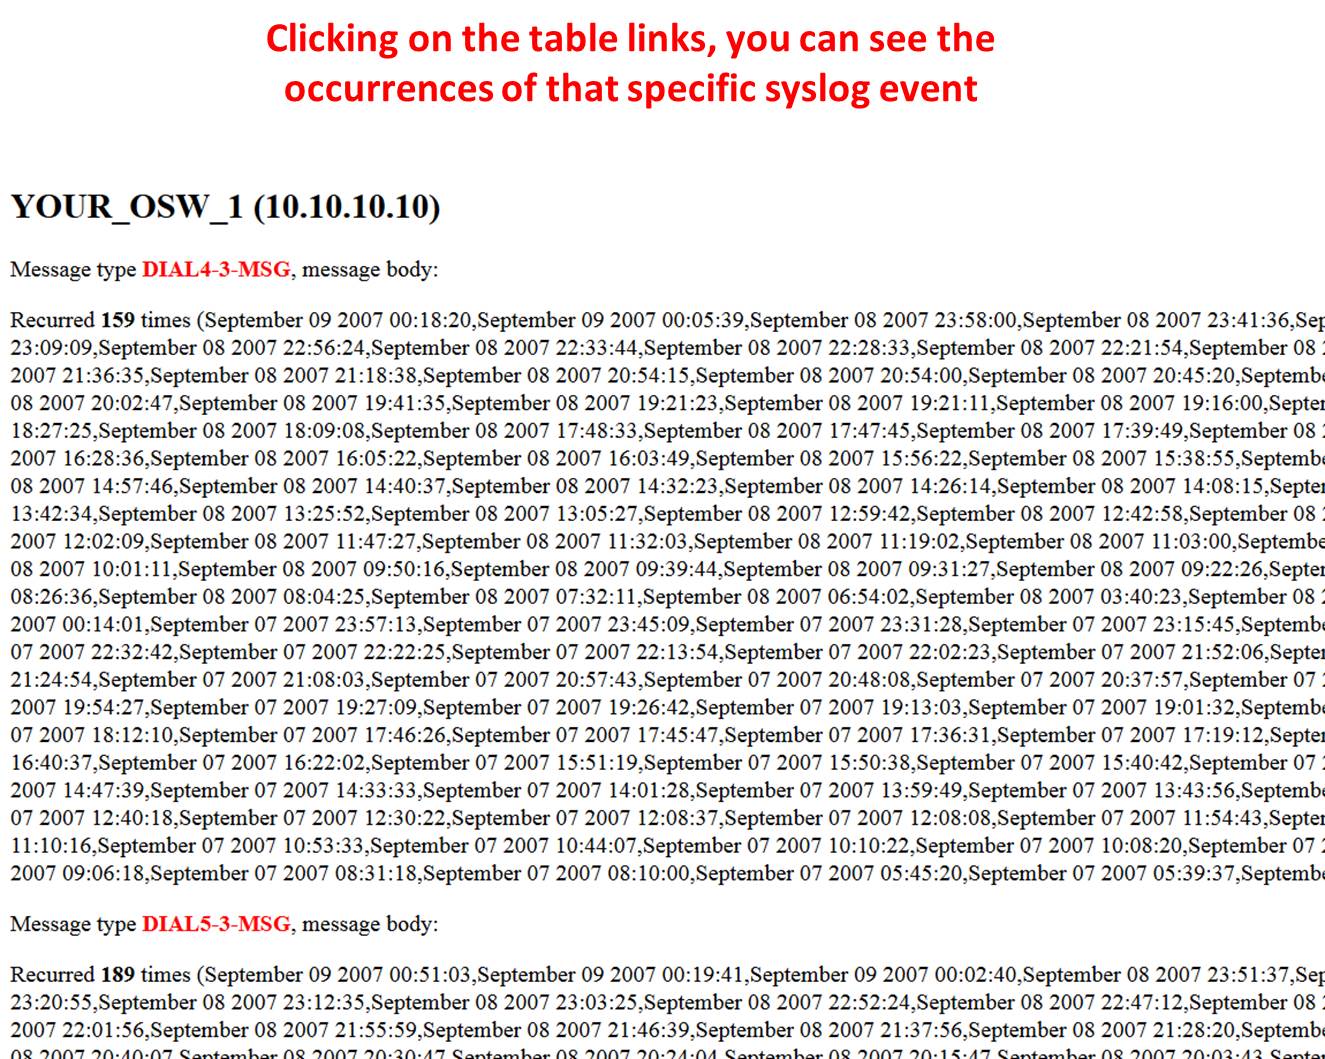 Clicking on the table links, you can see the
occurrences of that specific syslog event
YOUR_OSW_1 (10.10.10.10)
Message type DIAL4-3-MSG, message body:
Recurred 159 times (September 09 2007 00:18:20,September 09 2007 00:05:39,September 08 2007 23:58:00,September 08 2007 23:41:36,Sep
23:09:09,September 08 2007 22:56:24,September 08 2007 22:33:44,September 08 2007 22:28:33,September 08 2007 22:21:54,September 08
2007 21:36:35,September 08 2007 21:18:38,September 08 2007 20:54:15,September 08 2007 20:54:00,September 08 2007 20:45:20,Septembe
08 2007 20:02:47,September 08 2007 19:41:35,September 08 2007 19:21:23,September 08 2007 19:21:11,September 08 2007 19:16:00,Septe
18:27:25,September 08 2007 18:09:08,September 08 2007 17:48:33,September 08 2007 17:47:45,September 08 2007 17:39:49,September 08
2007 16:28:36,September 08 2007 16:05:22,September 08 2007 16:03:49,September 08 2007 15:56:22,September 08 2007 15:38:55,Septembe
08 2007 14:57:46,September 08 2007 14:40:37,September 08 2007 14:32:23,September 08 2007 14:26:14,September 08 2007 14:08:15,Septe
13:42:34,September 08 2007 13:25:52,September 08 2007 13:05:27,September 08 2007 12:59:42,September 08 2007 12:42:58,September 08
2007 12:02:09,September 08 2007 11:47:27,September 08 2007 11:32:03,September 08 2007 11:19:02,September 08 2007 11:03:00,Septembe
08 2007 10:01:11,September 08 2007 09:50:16,September 08 2007 09:39:44,September 08 2007 09:31:27,September 08 2007 09:22:26,Septe
08:26:36,September 08 2007 08:04:25,September 08 2007 07:32:11,September 08 2007 06:54:02,September 08 2007 03:40:23,September 08
2007 00:14:01,September 07 2007 23:57:13,September 07 2007 23:45:09,September 07 2007 23:31:28,September 07 2007 23:15:45,Septembe
07 2007 22:32:42,September 07 2007 22:22:25,September 07 2007 22:13:54,September 07 2007 22:02:23,September 07 2007 21:52:06,Septe
21:24:54,September 07 2007 21:08:03,September 07 2007 20:57:43,September 07 2007 20:48:08,September 07 2007 20:37:57,September 07
2007 19:54:27,September 07 2007 19:27:09,September 07 2007 19:26:42,September 07 2007 19:13:03,September 07 2007 19:01:32,Septembe
07 2007 18:12:10,September 07 2007 17:46:26,September 07 2007 17:45:47,September 07 2007 17:36:31,September 07 2007 17:19:12,Septe
16:40:37,September 07 2007 16:22:02,September 07 2007 15:51:19,September 07 2007 15:50:38,September 07 2007 15:40:42,September 07
2007 14:47:39,September 07 2007 14:33:33,September 07 2007 14:01:28,September 07 2007 13:59:49,September 07 2007 13:43:56,Septembe
07 2007 12:40:18,September 07 2007 12:30:22,September 07 2007 12:08:37,September 07 2007 12:08:08,September 07 2007 11:54:43,Septe
11:10:16,September 07 2007 10:53:33,September 07 2007 10:44:07,September 07 2007 10:10:22,September 07 2007 10:08:20,September 07
2007 09:06:18,September 07 2007 08:31:18,September 07 2007 08:10:00,September 07 2007 05:45:20,September 07 2007 05:39:37,Septembe
Message type DIAL5-3-MSG, message body:
Recurred 189 times (September 09 2007 00:51:03,September 09 2007 00:19:41,September 09 2007 00:02:40,September 08 2007 23:51:37,Sep
23:20:55,September 08 2007 23:12:35,September 08 2007 23:03:25,September 08 2007 22:52:24,September 08 2007 22:47:12,September 08
2007 22:01:56,September 08 2007 21:55:59,September 08 2007 21:46:39,September 08 2007 21:37:56,September 08 2007 21:28:20,Septembe
08 2007 20:40:07,September 08 2007 20:30:47,September 08 2007 20:24:04,September 08 2007 20:15:47,September 08 2007 20:03:43,Septe